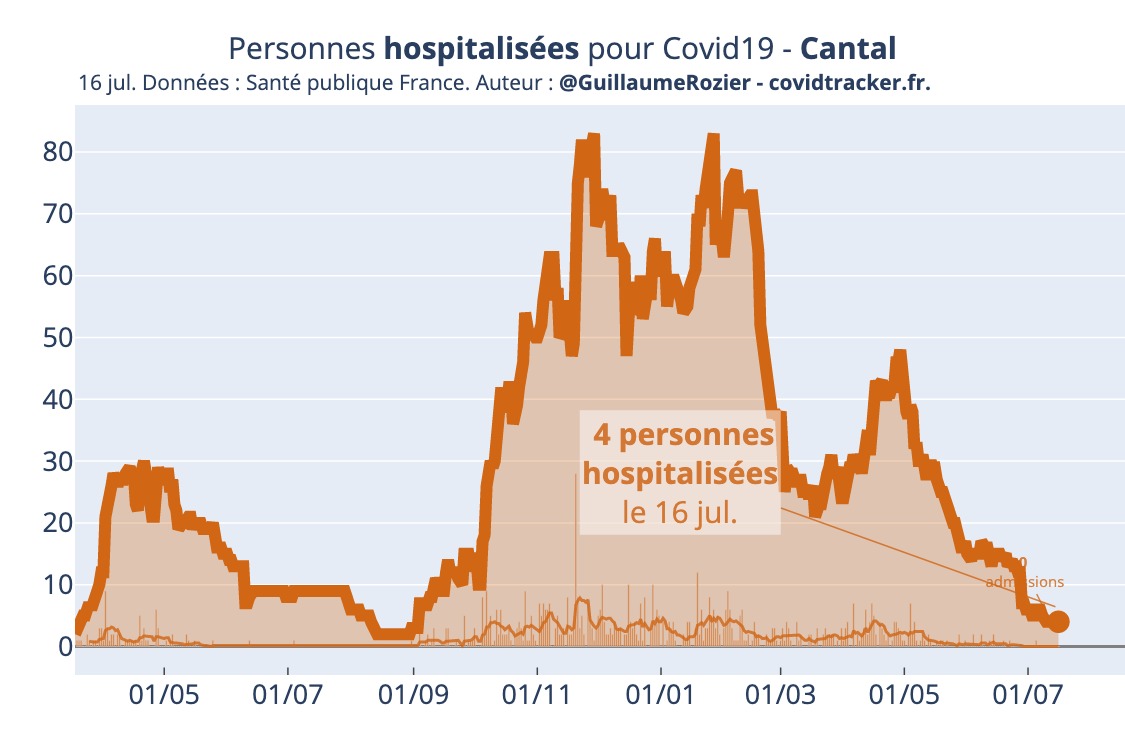 Personnes hospitalisées pour Covid19 - Cantal
16 jul. Données : Santé publique France. Auteur : @GuillaumeRozier - covidtracker.fr.
80
70
60
50
40
30
20
10
0
4 personnes
hospitalisées
le 16 jul.
0
admissions
01/05 01/07 01/09 01/11 01/01 01/03 01/05 01/07